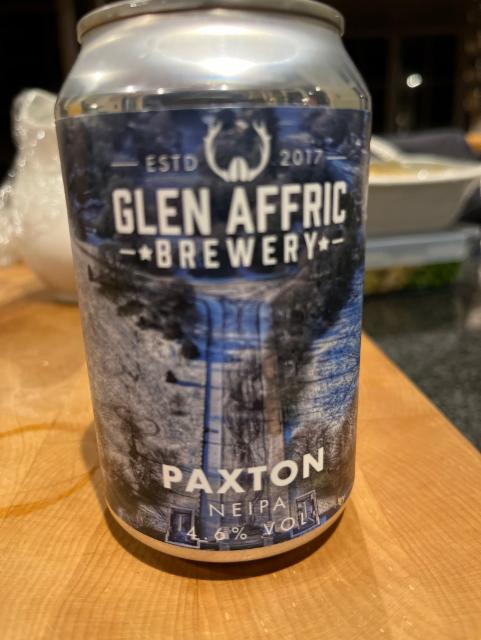 ESTD 2017
GLEN AFFRIC
BREWERY
PAXTON
NEIPA
4.6% VOL